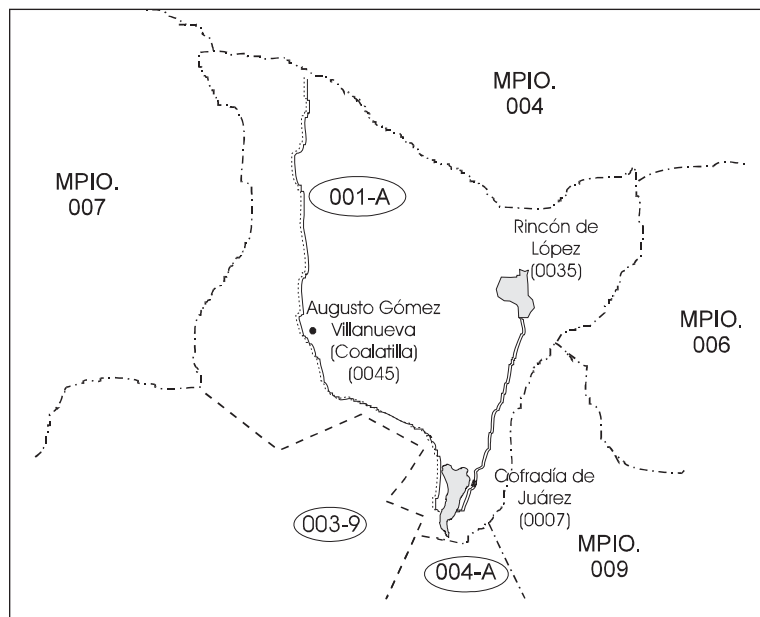 MPIO.
004
MPIO.
007
001-A
Rincón de
López
(0035)
Augusto Gómez
Villanueva
(Coalatilla)
(0045)
MPIO.
006
Cofradía de
Juárez
(0007)
003-9
MPIO.
009
004-A